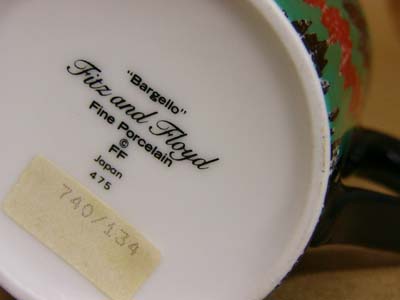 "Bargello"
Fitz and Floyd
Fine Porcelain
©
FF
Japan
475
740/134